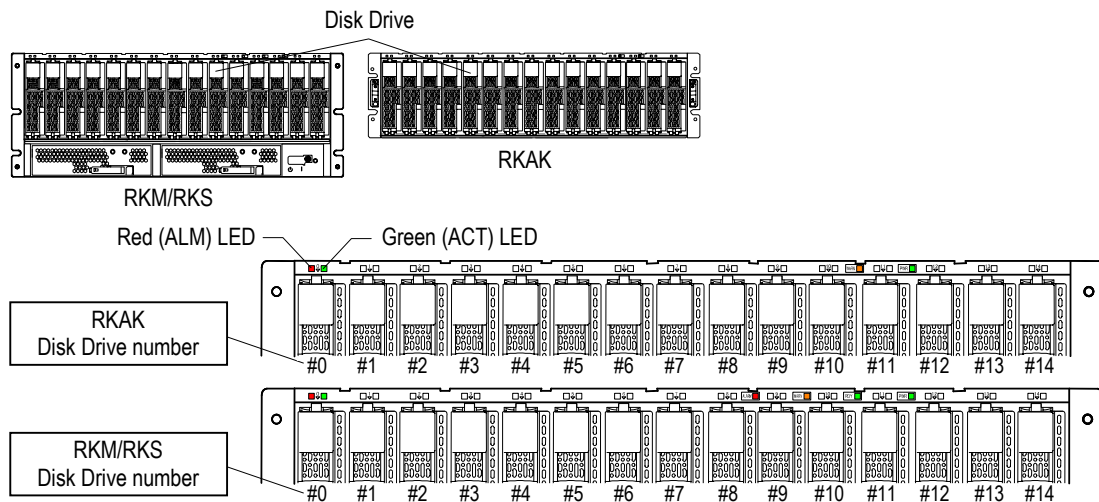 Disk Drive
RKAK
RKM/RKS
Red (ALM) LED
Green (ACT) LED
RKAK
Disk Drive number
#0 #1 #2 #3 #4 #5 #6 #7 #8 #9 #10 #11 #12 #13 #14
RKM/RKS
Disk Drive number
#0 #1 #2 #3 #4 #5 #6 #7 #8 #9 #10 #11 #12 #13 #14